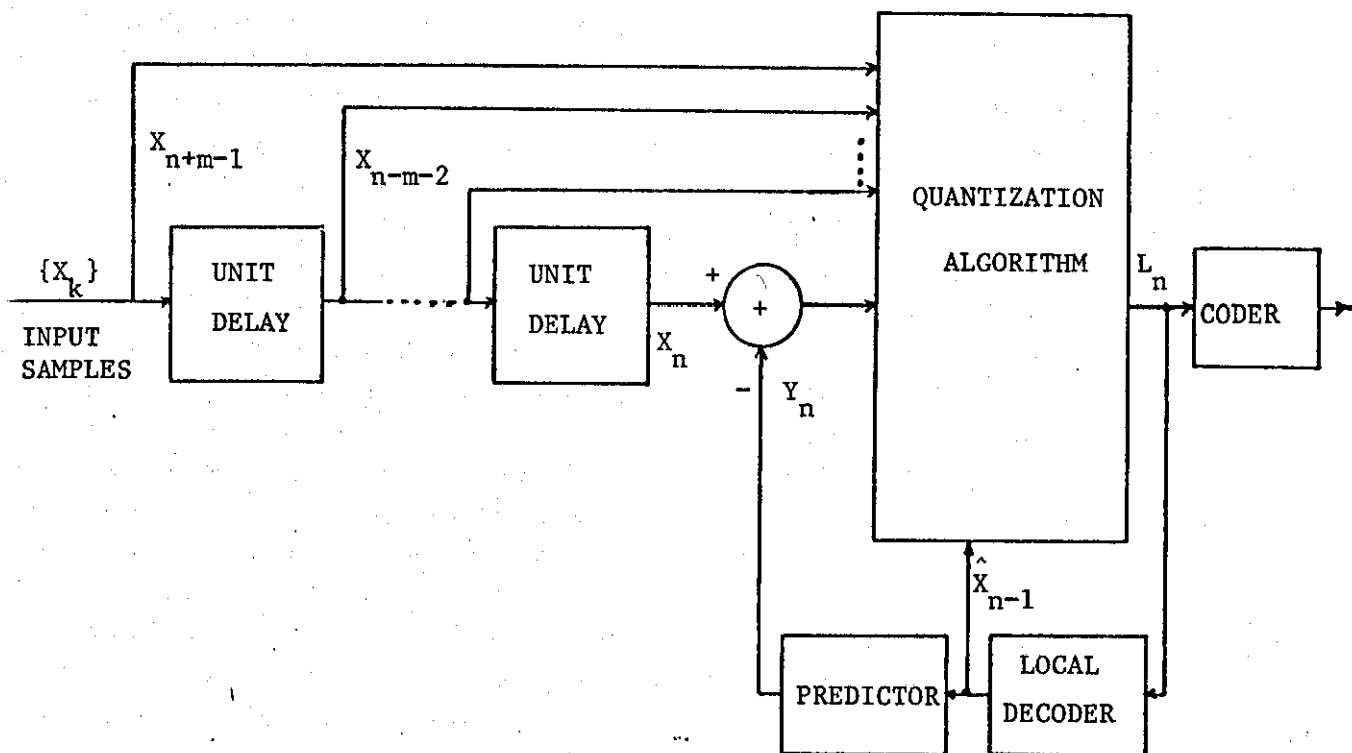 X_{n+m-1}
X_{n-m-2}
QUANTIZATION
ALGORITHM
{X_k}
INPUT
SAMPLES
UNIT
DELAY
UNIT
DELAY
X_n
+
+
-
Y_n
L_n
CODER
X̂_{n-1}
PREDICTOR
LOCAL
DECODER